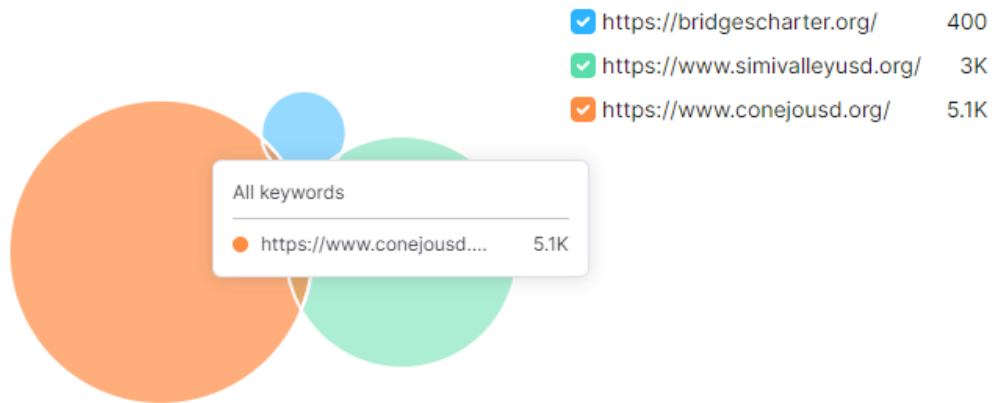 https://bridgescharter.org/ 400
https://www.simivalleyusd.org/ 3K
https://www.conejousd.org/ 5.1K
All keywords
https://www.conejousd.... 5.1K